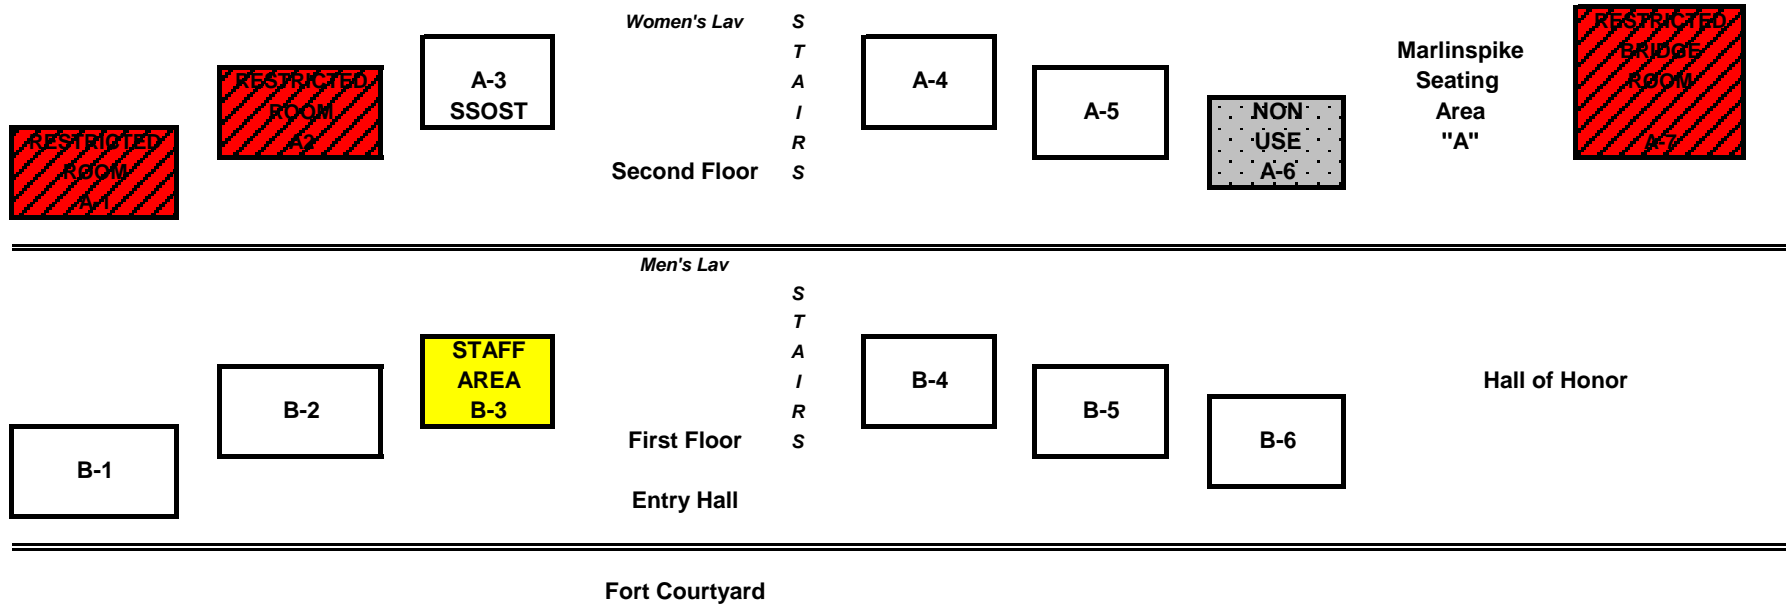 Women's Lav
STAIRS
RESTRICTED
ROOM
A-1
RESTRICTED
ROOM
A2
A-3
SSOST
Second Floor
A-4
A-5
NON
USE
A-6
Marlinspike
Seating
Area
"A"
RESTRICTED
BRIDGE
ROOM
A-7
Men's Lav
STAIRS
B-1
B-2
STAFF
AREA
B-3
First Floor
Entry Hall
B-4
B-5
B-6
Hall of Honor
Fort Courtyard